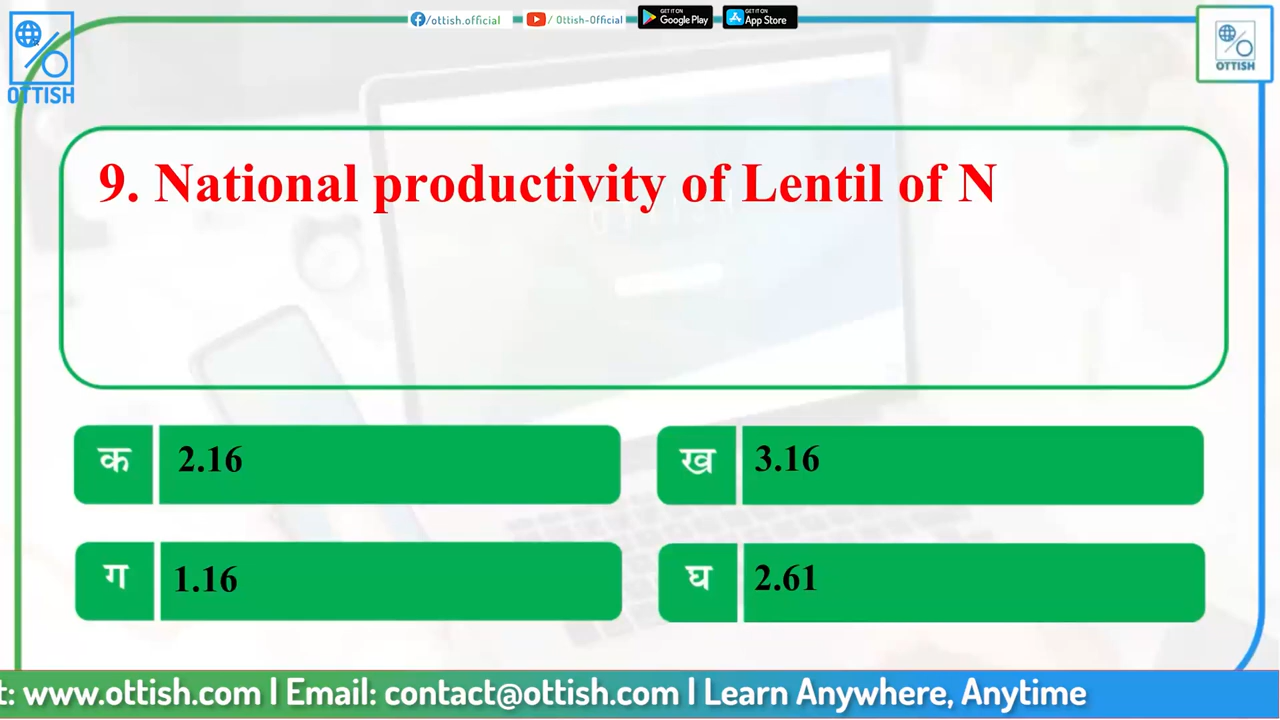 /ottish.official
/ Ottish-Official
GET IT ON
Google Play
GET IT ON
App Store
OTTISH
OTTISH
9. National productivity of Lentil of N
क 2.16
ख 3.16
ग 1.16
घ 2.61
t: www.ottish.com | Email: contact@ottish.com | Learn Anywhere, Anytime